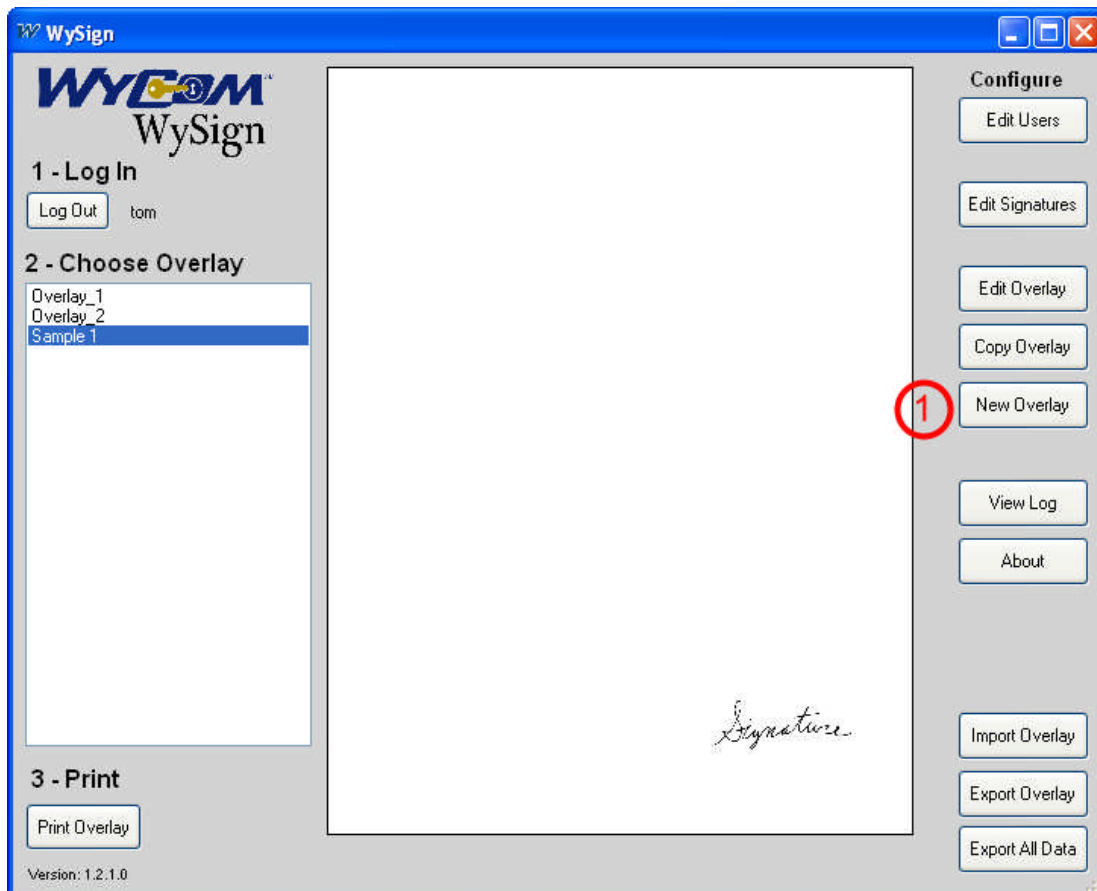 WySign
WYCOM™
WySign
1 - Log In
Log Out
tom
2 - Choose Overlay
Overlay_1
Overlay_2
Sample 1
3 - Print
Print Overlay
Version: 1.2.1.0
Signature
1
Configure
Edit Users
Edit Signatures
Edit Overlay
Copy Overlay
New Overlay
View Log
About
Import Overlay
Export Overlay
Export All Data